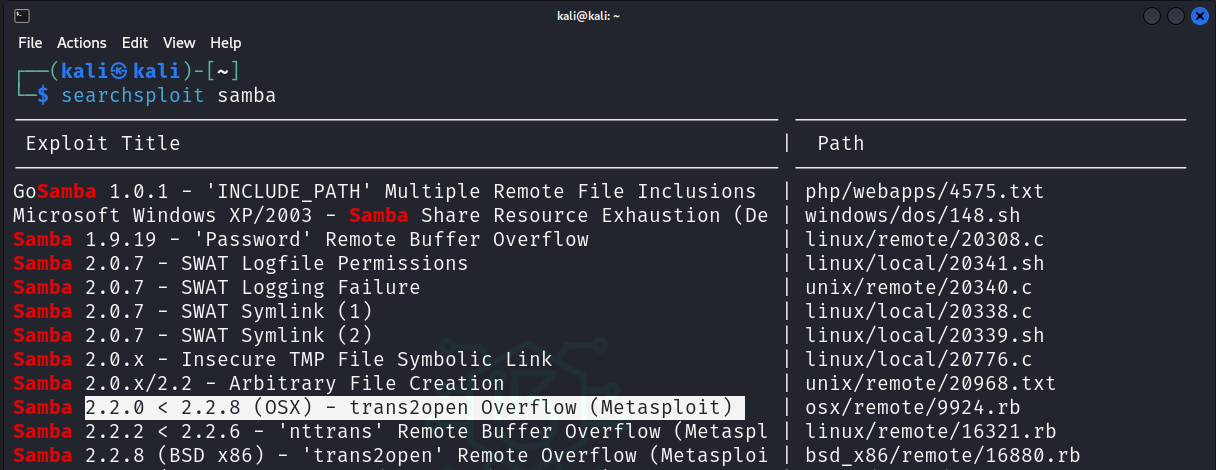 kali@kali: ~
File Actions Edit View Help
(kali㉿kali)-[~]
$ searchsploit samba
Exploit Title | Path
GoSamba 1.0.1 - 'INCLUDE_PATH' Multiple Remote File Inclusions | php/webapps/4575.txt
Microsoft Windows XP/2003 - Samba Share Resource Exhaustion (De | windows/dos/148.sh
Samba 1.9.19 - 'Password' Remote Buffer Overflow | linux/remote/20308.c
Samba 2.0.7 - SWAT Logfile Permissions | linux/local/20341.sh
Samba 2.0.7 - SWAT Logging Failure | unix/remote/20340.c
Samba 2.0.7 - SWAT Symlink (1) | linux/local/20338.c
Samba 2.0.7 - SWAT Symlink (2) | linux/local/20339.sh
Samba 2.0.x - Insecure TMP File Symbolic Link | linux/local/20776.c
Samba 2.0.x/2.2 - Arbitrary File Creation | unix/remote/20968.txt
Samba 2.2.0 < 2.2.8 (OSX) - trans2open Overflow (Metasploit) | osx/remote/9924.rb
Samba 2.2.2 < 2.2.6 - 'nttrans' Remote Buffer Overflow (Metaspl | linux/remote/16321.rb
Samba 2.2.8 (BSD x86) - 'trans2open' Remote Overflow (Metasploi | bsd_x86/remote/16880.rb